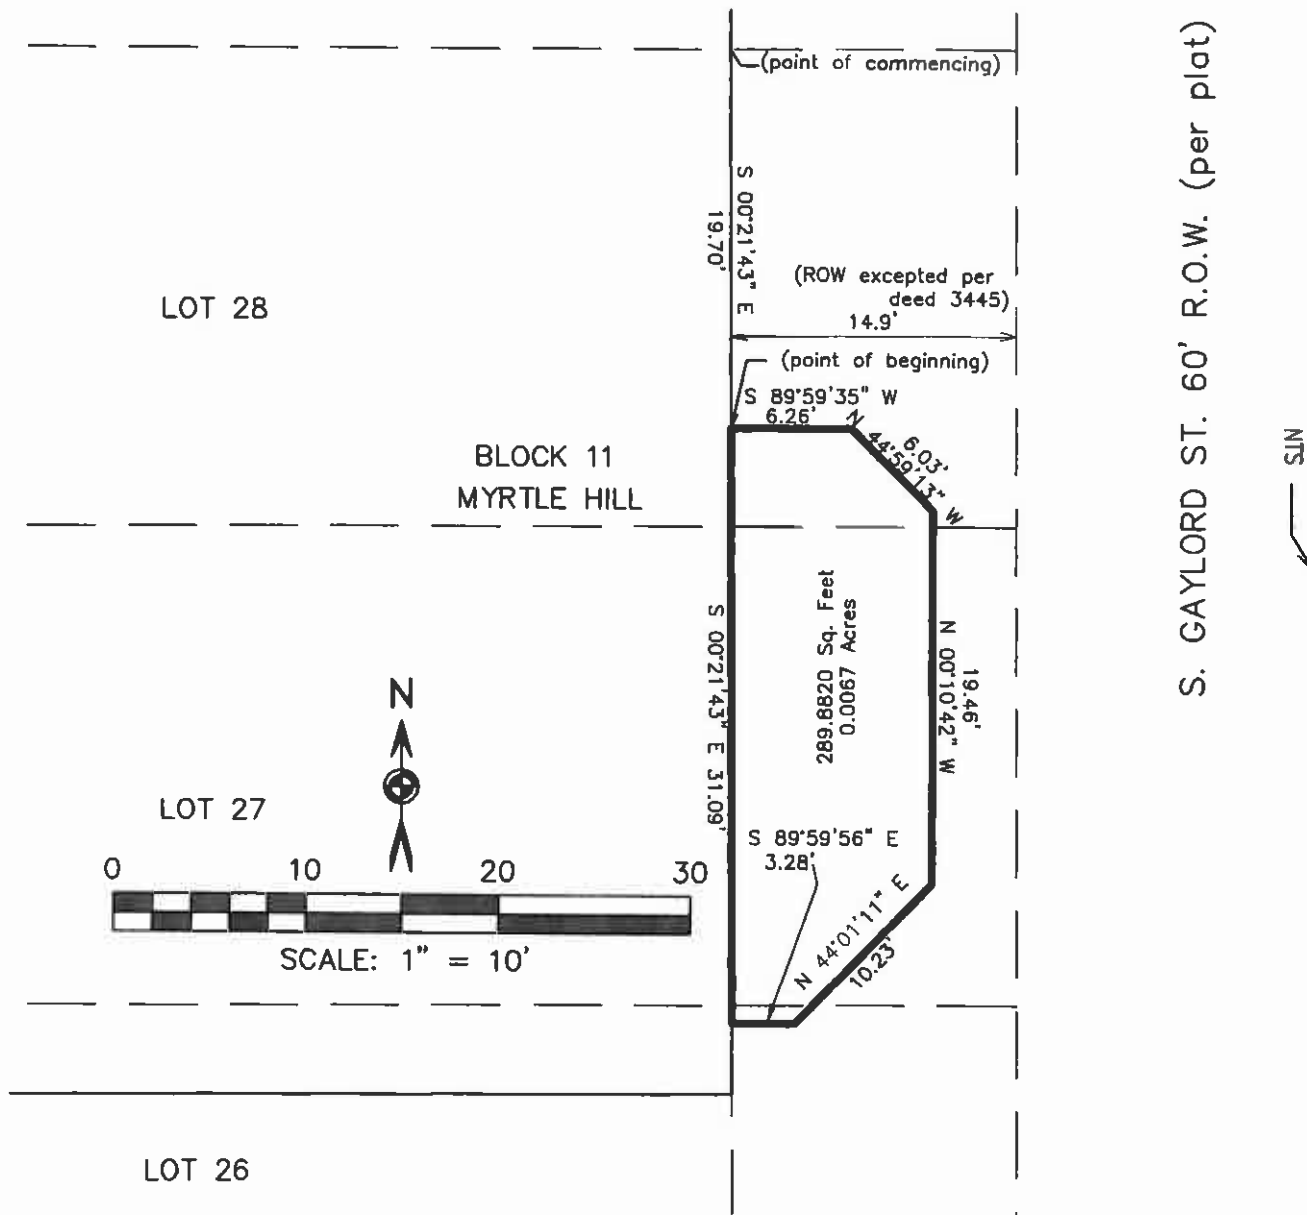 (point of commencing)
S 00°21'43" E
19.70'
(ROW excepted per
deed 3445)
14.9'
LOT 28
(point of beginning)
S 89°59'35" W
6.26'
N 44°59'13" W
6.03'
BLOCK 11
MYRTLE HILL
S. GAYLORD ST. 60' R.O.W. (per plat)
NTS
289.8820 Sq. Feet
0.0067 Acres
S 00°21'43" E 31.09'
N 00°10'42" W
19.46'
N
LOT 27
S 89°59'56" E
3.28'
0 10 20 30
N 44°01'11" E
10.23'
SCALE: 1" = 10'
LOT 26